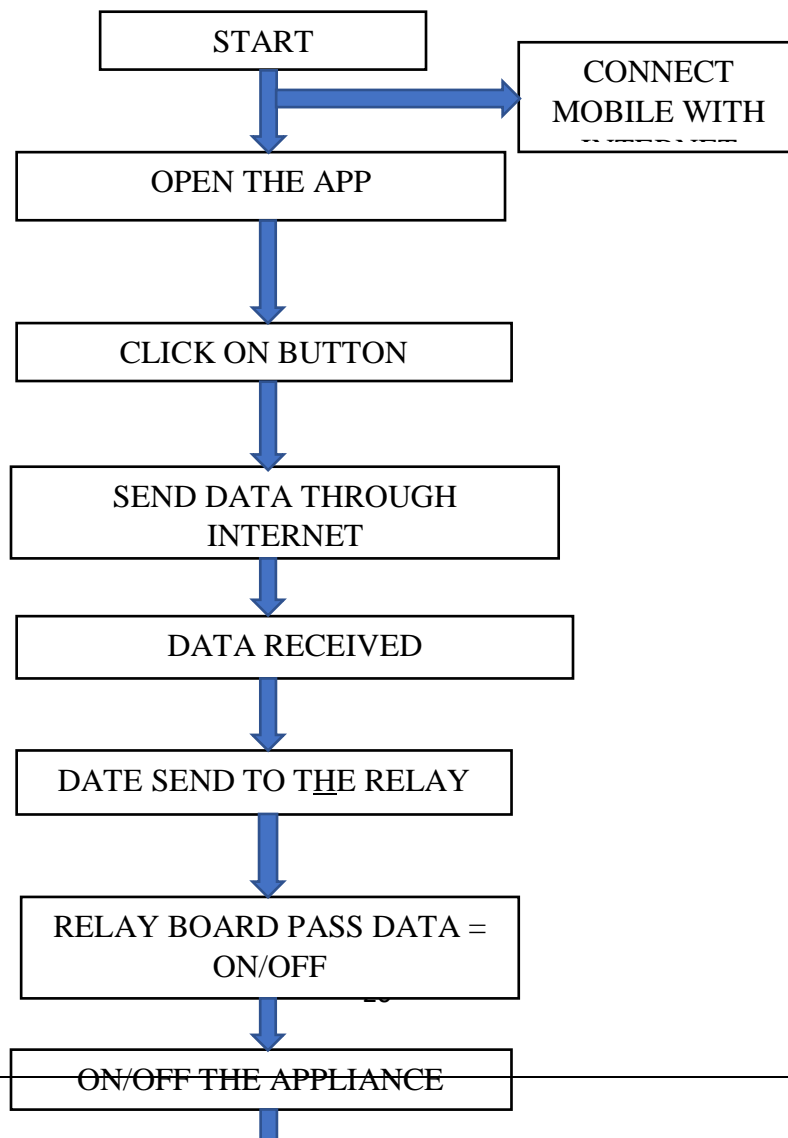 START
CONNECT
MOBILE WITH
OPEN THE APP
CLICK ON BUTTON
SEND DATA THROUGH
INTERNET
DATA RECEIVED
DATE SEND TO THE RELAY
RELAY BOARD PASS DATA =
ON/OFF
ON/OFF THE APPLIANCE